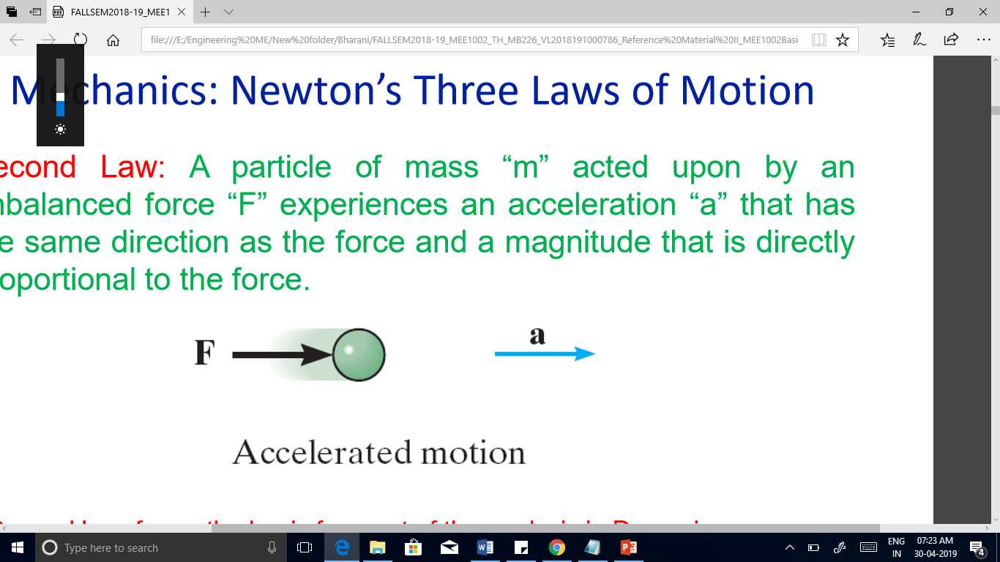 FALLSEM2018-19_MEE1
file:///E:/Engineering%20ME/New%20folder/Bharani/FALLSEM2018-19_MEE1002_TH_MB226_VL2018191000786_Reference%20Material%20II_MEE1002Basi
Mechanics: Newton’s Three Laws of Motion
econd Law: A particle of mass “m” acted upon by an
nbalanced force “F” experiences an acceleration “a” that has
e same direction as the force and a magnitude that is directly
oportional to the force.
F
a
Accelerated motion
Type here to search
ENG
IN
07:23 AM
30-04-2019
4